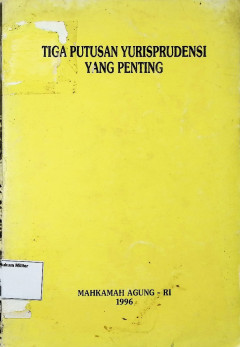 TIGA PUTUSAN YURISPRUDENSI
YANG PENTING
MAHKAMAH AGUNG - RI
1996